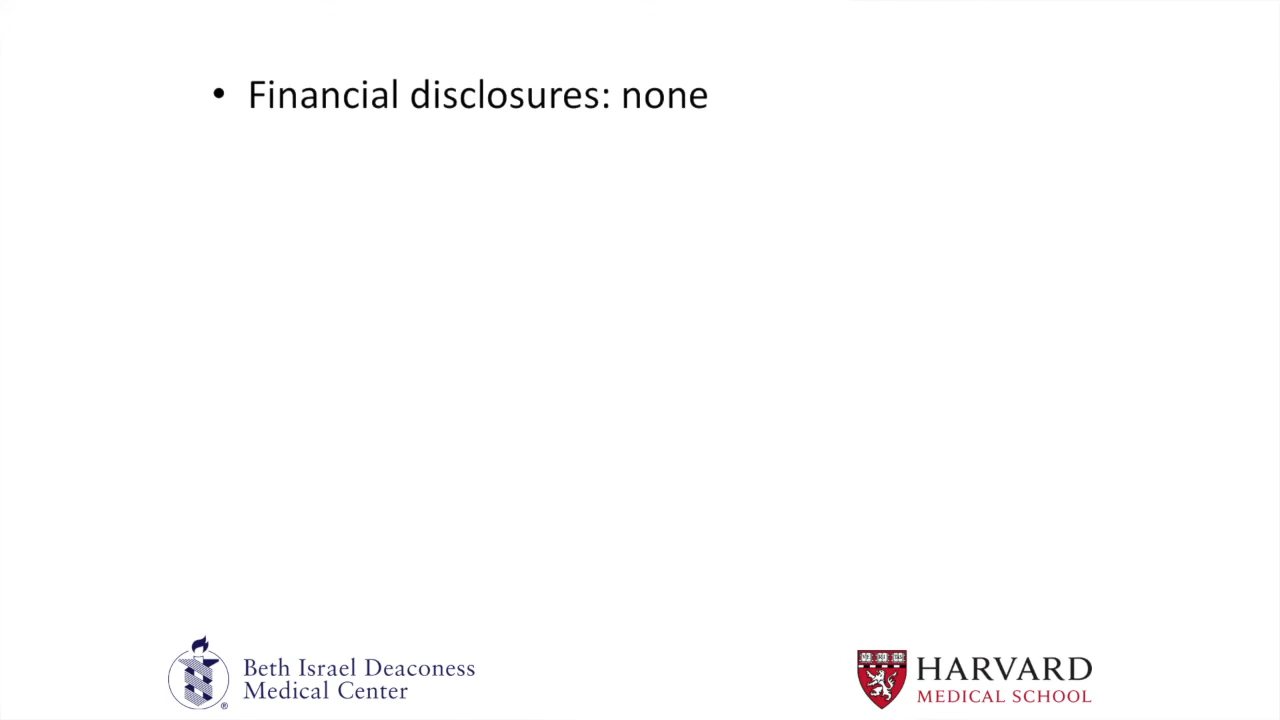 • Financial disclosures: none
Beth Israel Deaconess
Medical Center
®
HARVARD
MEDICAL SCHOOL